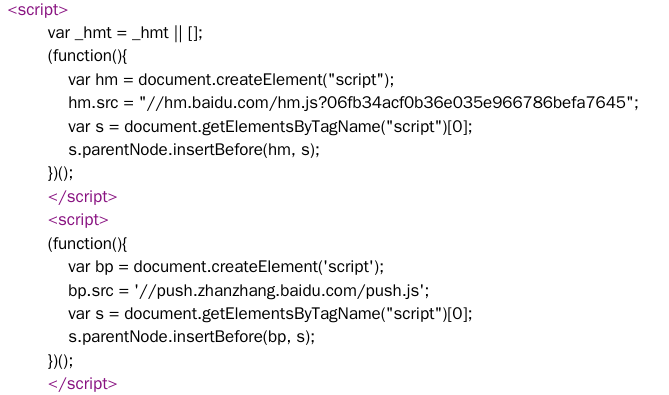 <script>
var _hmt = _hmt || [];
(function(){
var hm = document.createElement("script");
hm.src = "//hm.baidu.com/hm.js?06fb34acf0b36e035e966786befa7645";
var s = document.getElementsByTagName("script")[0];
s.parentNode.insertBefore(hm, s);
})();
</script>
<script>
(function(){
var bp = document.createElement('script');
bp.src = '//push.zhanzhang.baidu.com/push.js';
var s = document.getElementsByTagName("script")[0];
s.parentNode.insertBefore(bp, s);
})();
</script>